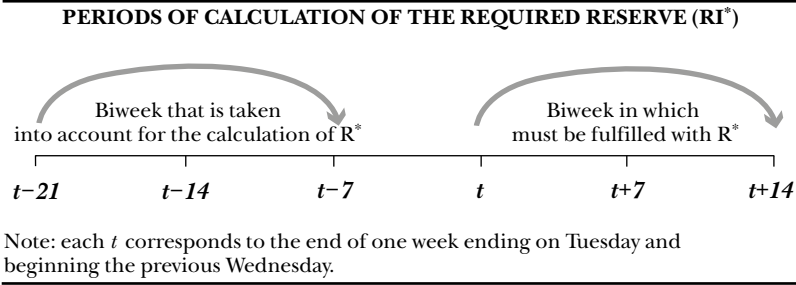 PERIODS OF CALCULATION OF THE REQUIRED RESERVE (RI*)
Biweek that is taken
into account for the calculation of R*
Biweek in which
must be fulfilled with R*
t−21 t−14 t−7 t t+7 t+14
Note: each t corresponds to the end of one week ending on Tuesday and
beginning the previous Wednesday.